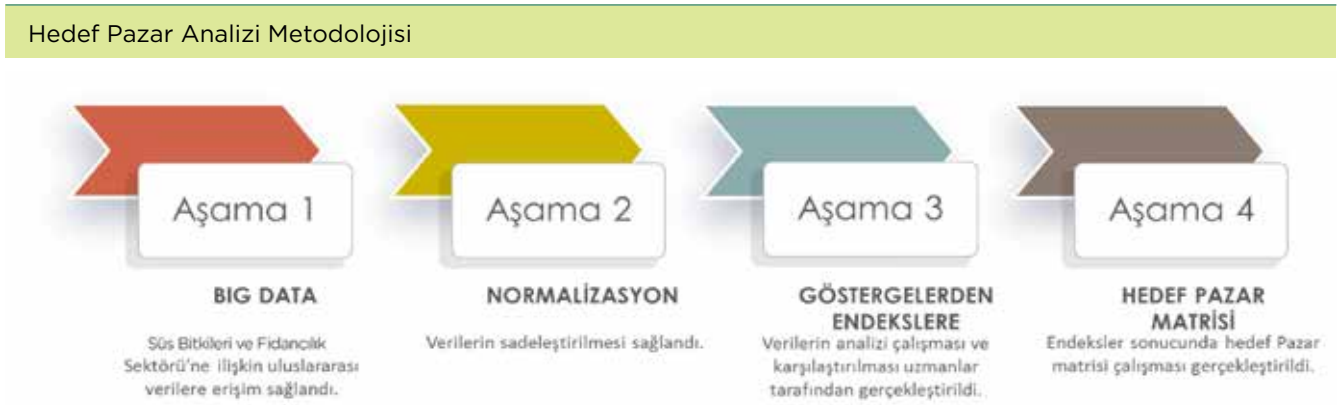 Hedef Pazar Analizi Metodolojisi
Aşama 1
BIG DATA
Süs Bitkileri ve Fidancılık
Sektörü'ne ilişkin uluslararası
verilere erişim sağlandı.
Aşama 2
NORMALİZASYON
Verilerin sadeleştirilmesi sağlandı.
Aşama 3
GÖSTERGELERDEN
ENDEKSLERE
Verilerin analizi çalışması ve
karşılaştırılması uzmanlar
tarafından gerçekleştirildi.
Aşama 4
HEDEF PAZAR
MATRİSİ
Endeksler sonucunda hedef Pazar
matrisi çalışması gerçekleştirildi.